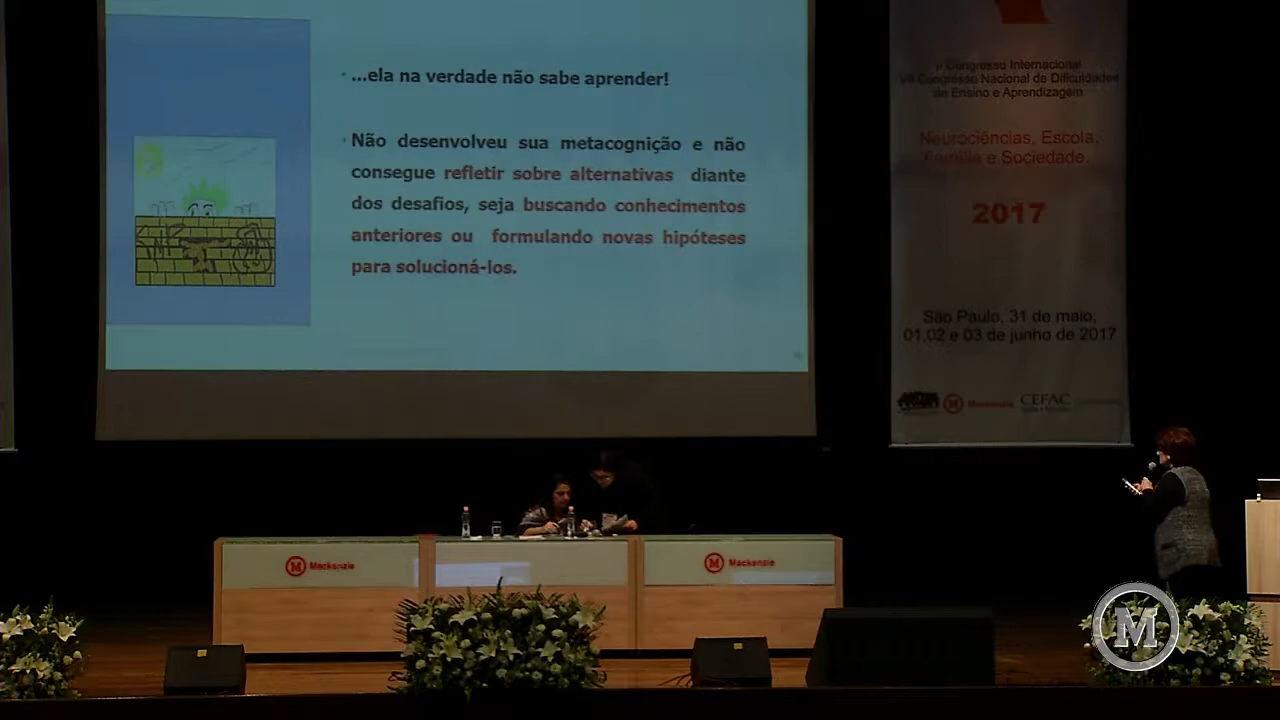 ...ela na verdade não sabe aprender!
Não desenvolveu sua metacognição e não
consegue refletir sobre alternativas diante
dos desafios, seja buscando conhecimentos
anteriores ou formulando novas hipóteses
para solucioná-los.
II Congresso Internacional
VII Congresso Nacional de Dificuldades
de Ensino e Aprendizagem
Neurociências, Escola,
Família e Sociedade.
2017
São Paulo, 31 de maio,
01,02 e 03 de junho de 2017
M Mackenzie CEFAC
M Mackenzie
M Mackenzie
M